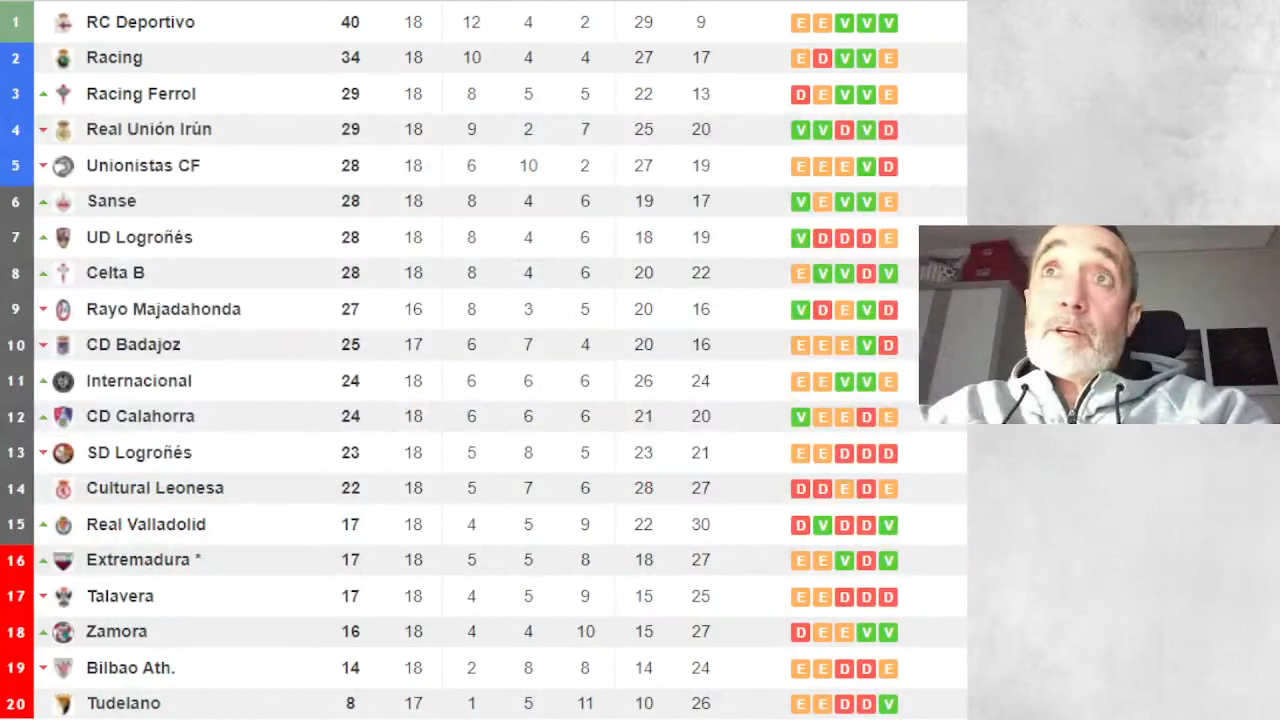 1 RC Deportivo 40 18 12 4 2 29 9 E E V V V
2 Racing 34 18 10 4 4 27 17 E D V V E
3 Racing Ferrol 29 18 8 5 5 22 13 D E V V E
4 Real Unión Irún 29 18 9 2 7 25 20 V V D V D
5 Unionistas CF 28 18 6 10 2 27 19 E E E V D
6 Sanse 28 18 8 4 6 19 17 V E V V E
7 UD Logroñés 28 18 8 4 6 18 19 V D D D E
8 Celta B 28 18 8 4 6 20 22 E V V D V
9 Rayo Majadahonda 27 16 8 3 5 20 16 V D E V D
10 CD Badajoz 25 17 6 7 4 20 16 E E E V D
11 Internacional 24 18 6 6 6 26 24 E E V V E
12 CD Calahorra 24 18 6 6 6 21 20 V E E D E
13 SD Logroñés 23 18 5 8 5 23 21 E E D D D
14 Cultural Leonesa 22 18 5 7 6 28 27 D D E D E
15 Real Valladolid 17 18 4 5 9 22 30 D V D D V
16 Extremadura * 17 18 5 5 8 18 27 E E V D V
17 Talavera 17 18 4 5 9 15 25 E E D D D
18 Zamora 16 18 4 4 10 15 27 D E E V V
19 Bilbao Ath. 14 18 2 8 8 14 24 E E D D E
20 Tudelano 8 17 1 5 11 10 26 E E D D V